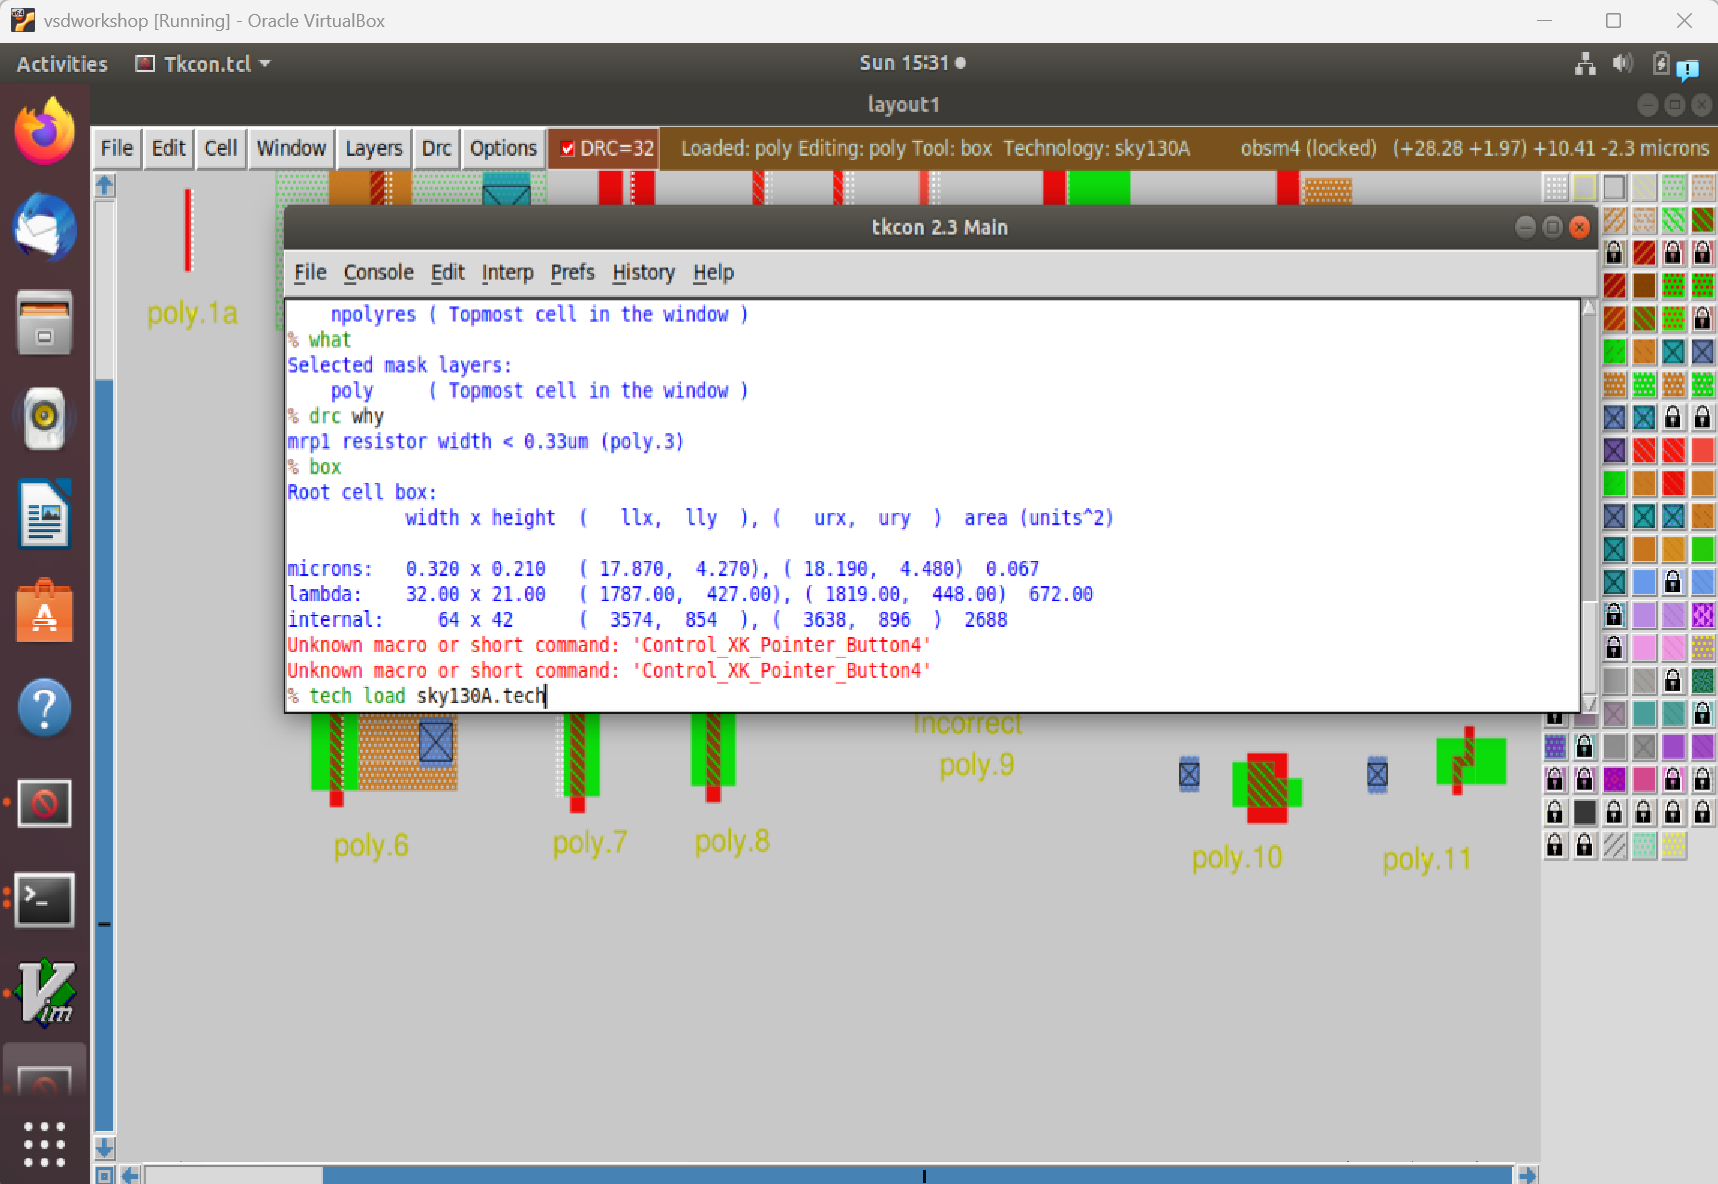 vsdworkshop [Running] - Oracle VirtualBox
Activities Tkcon.tcl Sun 15:31
layout1
File Edit Cell Window Layers Drc Options DRC=32 Loaded: poly Editing: poly Tool: box Technology: sky130A obsm4 (locked) (+28.28 +1.97) +10.41 -2.3 microns
poly.1a
tkcon 2.3 Main
File Console Edit Interp Prefs History Help
npolyres ( Topmost cell in the window )
% what
Selected mask layers:
poly ( Topmost cell in the window )
% drc why
mrp1 resistor width < 0.33um (poly.3)
% box
Root cell box:
width x height ( llx, lly ), ( urx, ury ) area (units^2)
microns: 0.320 x 0.210 ( 17.870, 4.270), ( 18.190, 4.480) 0.067
lambda: 32.00 x 21.00 ( 1787.00, 427.00), ( 1819.00, 448.00) 672.00
internal: 64 x 42 ( 3574, 854 ), ( 3638, 896 ) 2688
Unknown macro or short command: 'Control_XK_Pointer_Button4'
Unknown macro or short command: 'Control_XK_Pointer_Button4'
% tech load sky130A.tech
Incorrect
poly.9
poly.6
poly.7
poly.8
poly.10
poly.11